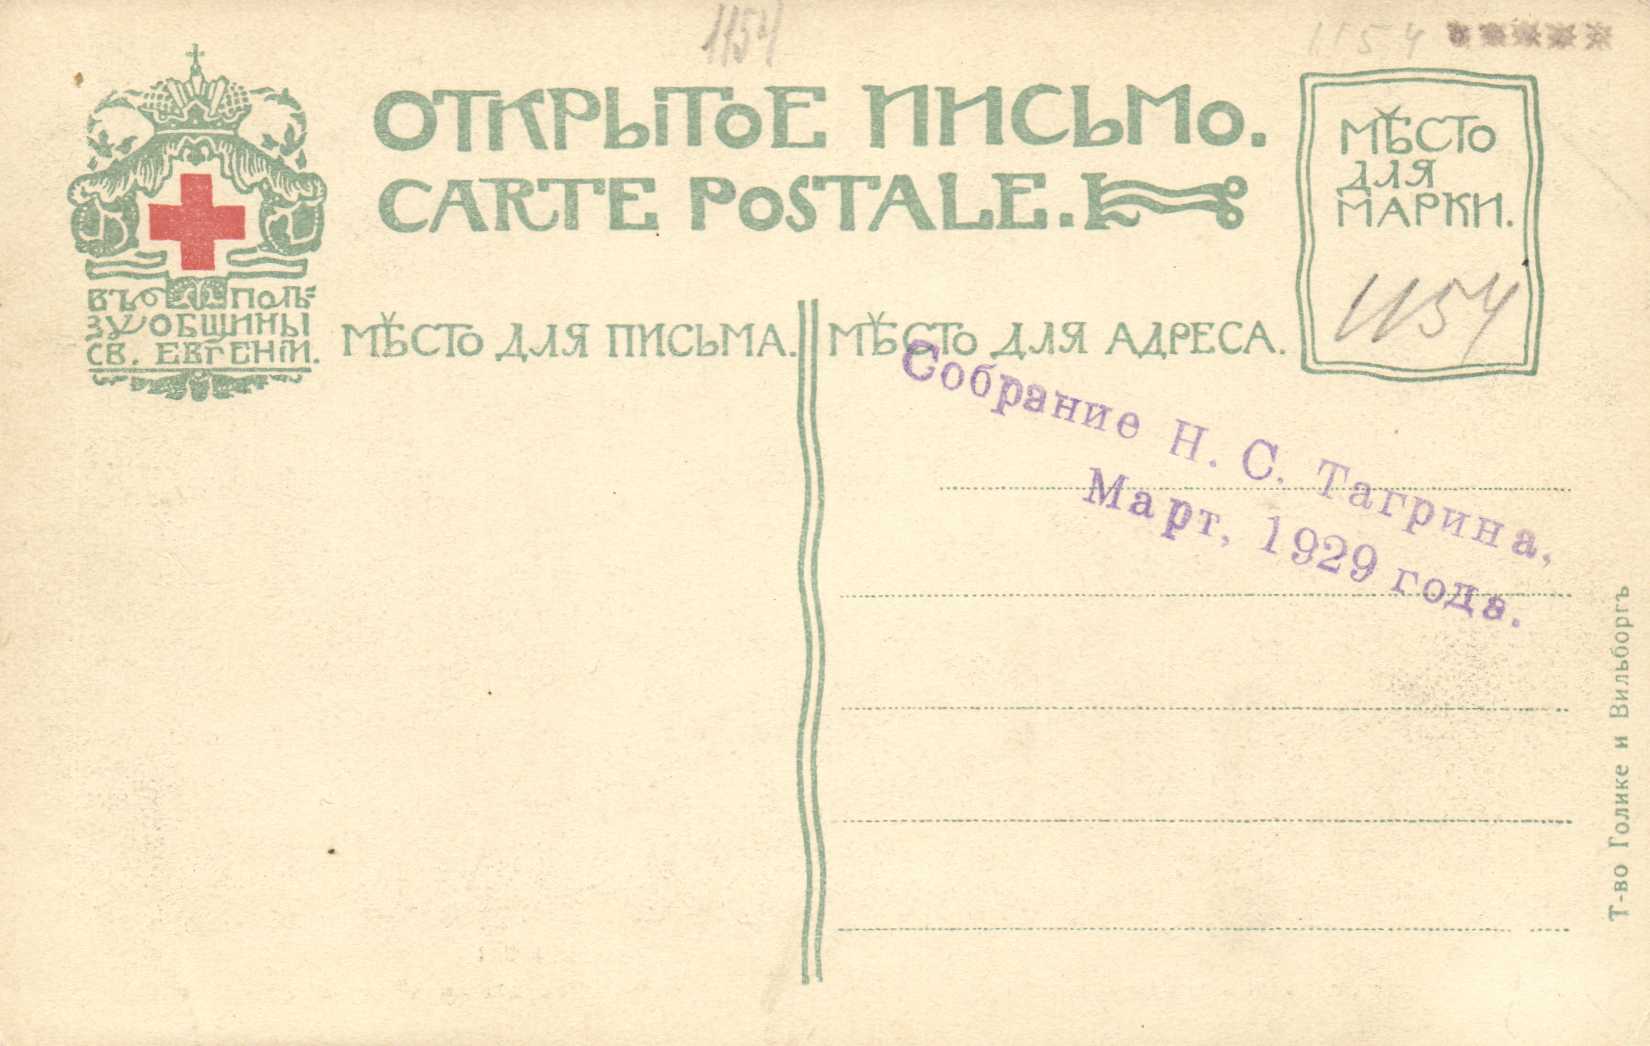 1154
1154
ОТКРЫТОЕ ПИСЬМО.
CARTE POSTALE.
МѢСТО
ДЛЯ
МАРКИ.
1154
ВЪ ПОЛЬ=
ЗУ ОБЩИНЫ
СВ. ЕВГЕНІИ.
МѢСТО ДЛЯ ПИСЬМА.
МѢСТО ДЛЯ АДРЕСА.
Собрание Н. С. Тагрина,
Март, 1929 года.
Т-во Голике и Вильборгъ